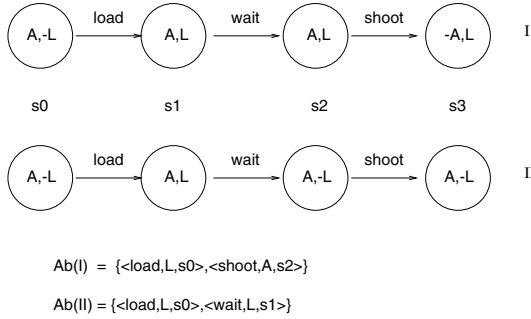 load wait shoot
A,-L A,L A,L -A,L I
s0 s1 s2 s3
load wait shoot
A,-L A,L A,-L A,-L II
Ab(I) = {<load,L,s0>,<shoot,A,s2>}
Ab(II) = {<load,L,s0>,<wait,L,s1>}